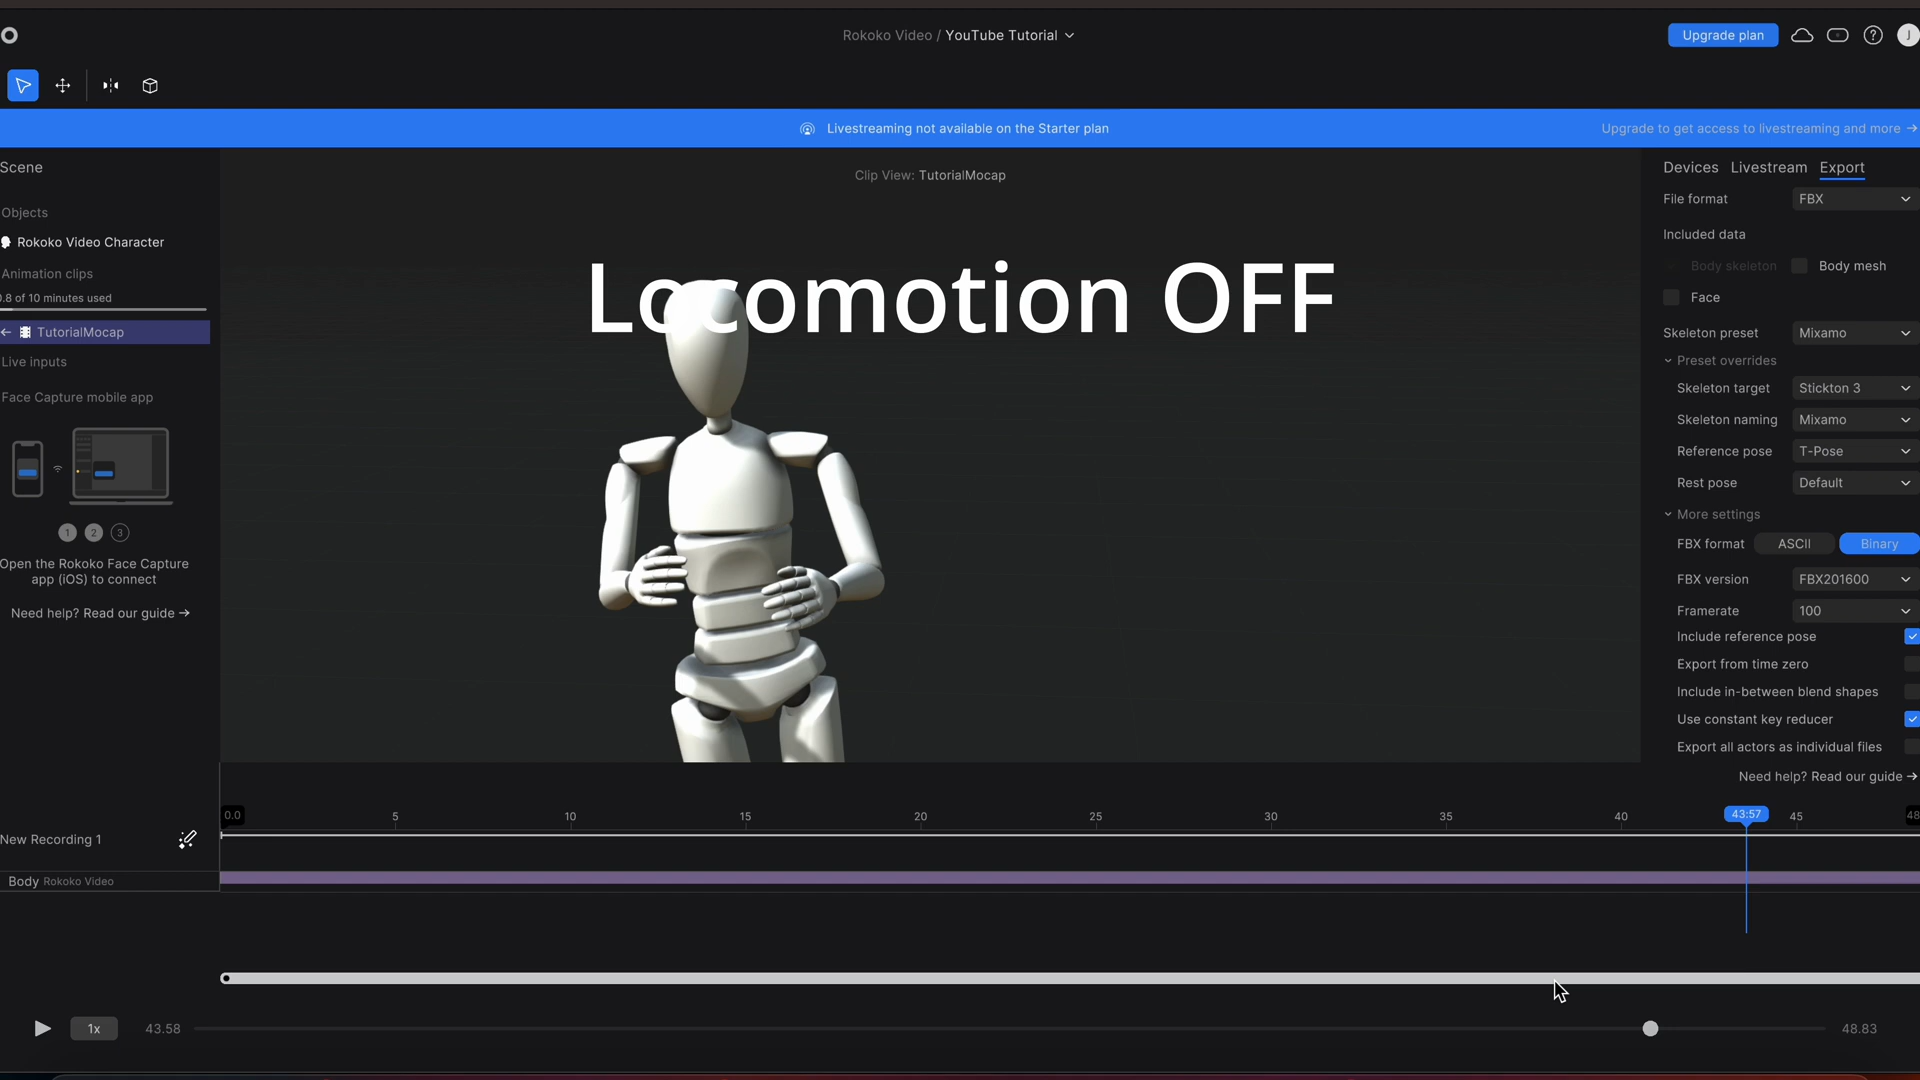 Rokoko Video / YouTube Tutorial
Upgrade plan
J
Livestreaming not available on the Starter plan
Upgrade to get access to livestreaming and more →
Scene
Clip View: TutorialMocap
Devices Livestream Export
File format FBX
Objects
Included data
Rokoko Video Character
Body skeleton Body mesh
Animation clips
Face
0.8 of 10 minutes used
Locomotion OFF
TutorialMocap
Skeleton preset Mixamo
Live inputs
Preset overrides
Face Capture mobile app
Skeleton target Stickton 3
Skeleton naming Mixamo
Reference pose T-Pose
Rest pose Default
1 2 3
More settings
FBX format ASCII Binary
Open the Rokoko Face Capture
app (iOS) to connect
FBX version FBX201600
Need help? Read our guide →
Framerate 100
Include reference pose
Export from time zero
Include in-between blend shapes
Use constant key reducer
Export all actors as individual files
Need help? Read our guide →
0.0 5 10 15 20 25 30 35 40 43:57 45 48
New Recording 1
Body Rokoko Video
1x 43.58 48.83